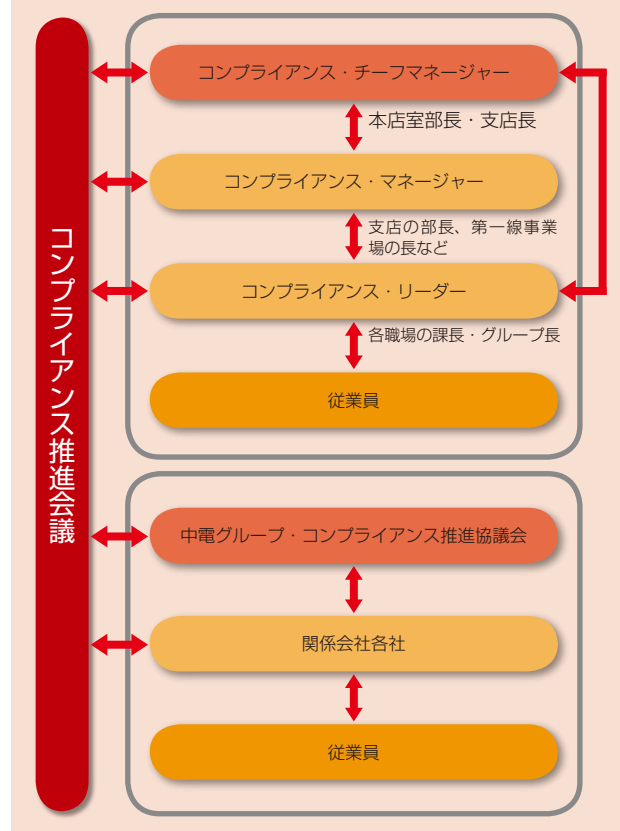 コンプライアンス推進会議
コンプライアンス・チーフマネージャー
本店室部長・支店長
コンプライアンス・マネージャー
支店の部長、第一線事業
場の長など
コンプライアンス・リーダー
各職場の課長・グループ長
従業員
中電グループ・コンプライアンス推進協議会
関係会社各社
従業員